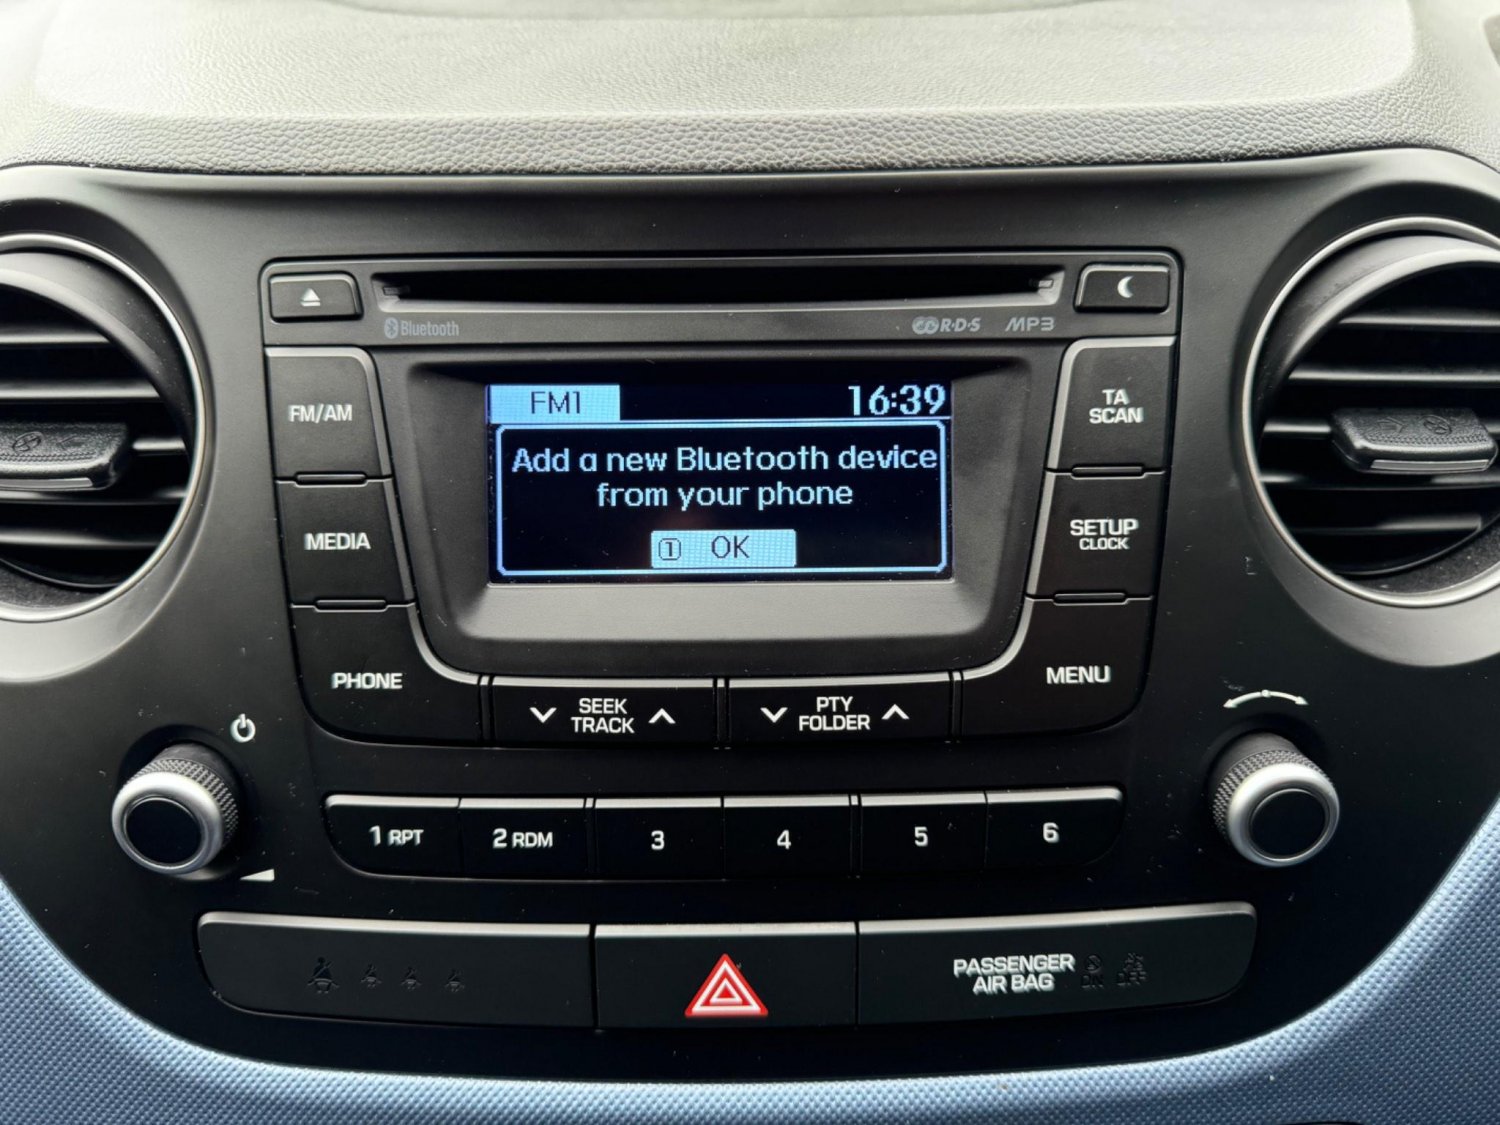 Bluetooth
R·D·S MP3
FM/AM
MEDIA
PHONE
FM1 16:39
Add a new Bluetooth device
from your phone
1 OK
TA
SCAN
SETUP
CLOCK
MENU
SEEK
TRACK
PTY
FOLDER
1 RPT
2 RDM
3
4
5
6
PASSENGER
AIR BAG
ON
OFF